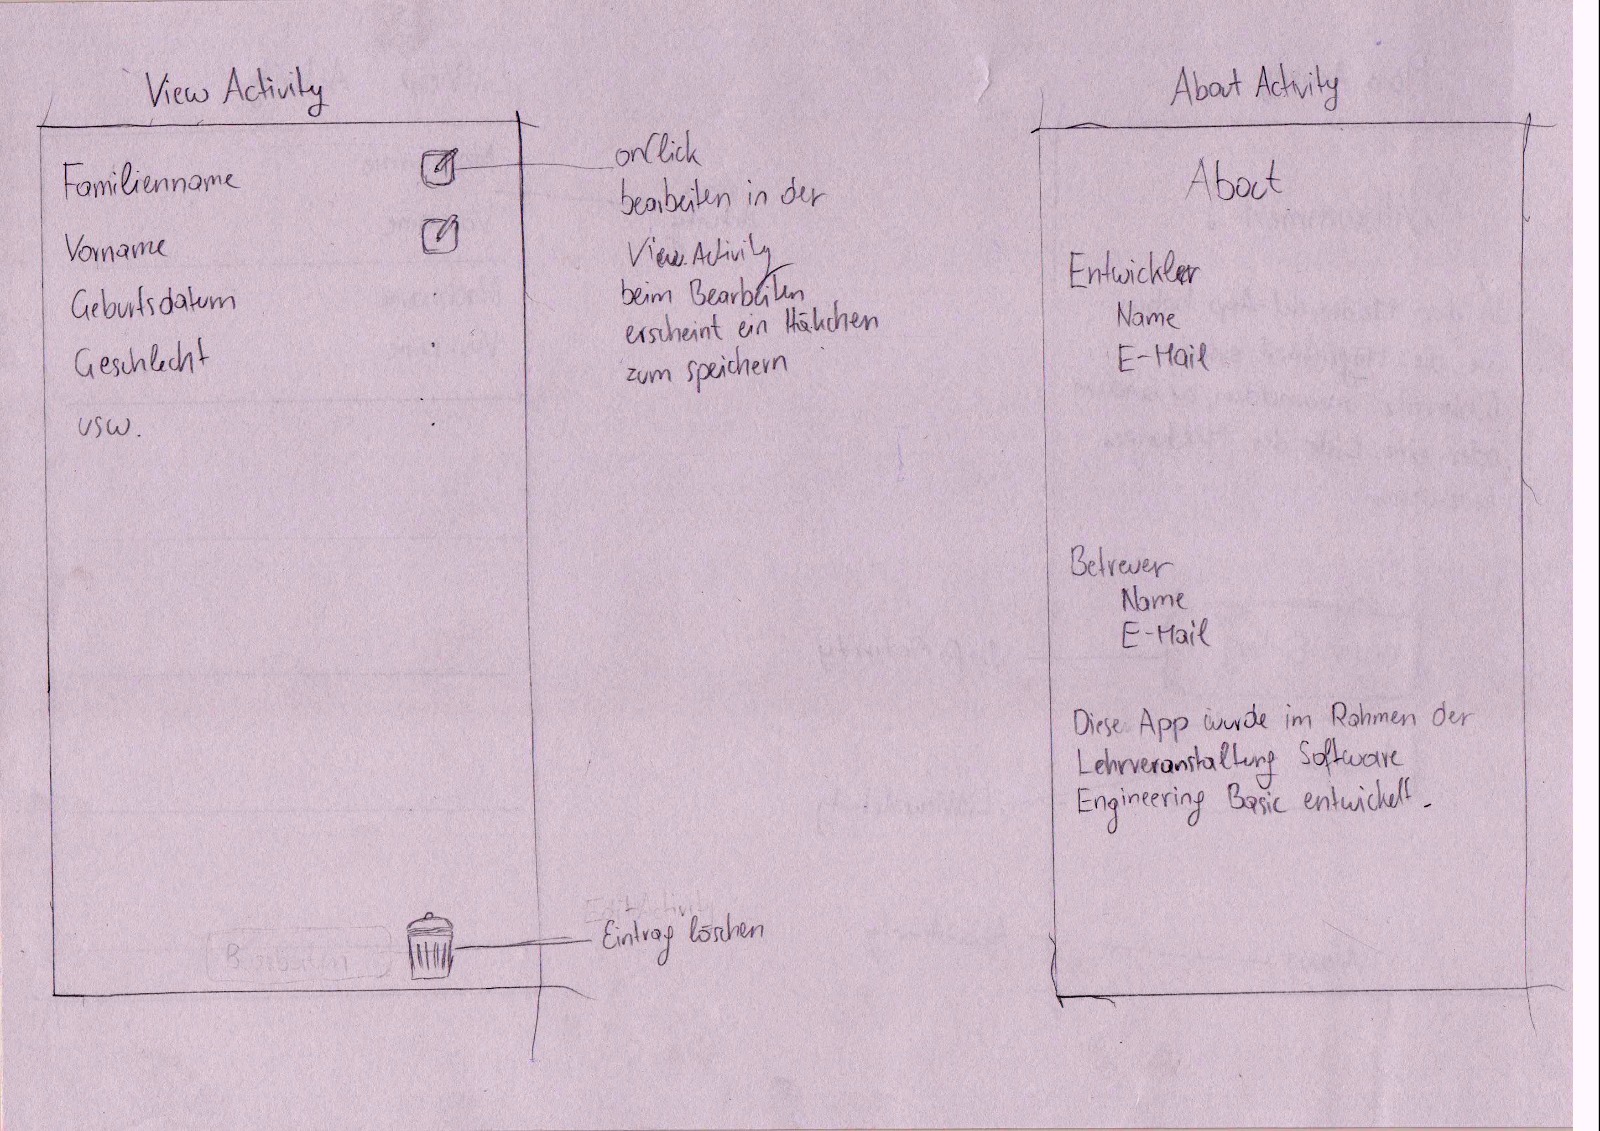 View Activity
Familienname
Vorname
Geburtsdatum
Geschlecht
usw.
onClick
bearbeiten in der
View Activity
beim Bearbeiten
erscheint ein Häkchen
zum speichern
Eintrag löschen
Bearbeiten
About Activity
About
Entwickler
Name
E-Mail
Betreuer
Name
E-Mail
Diese App wurde im Rahmen der
Lehrveranstaltung Software
Engineering Basic entwickelt.